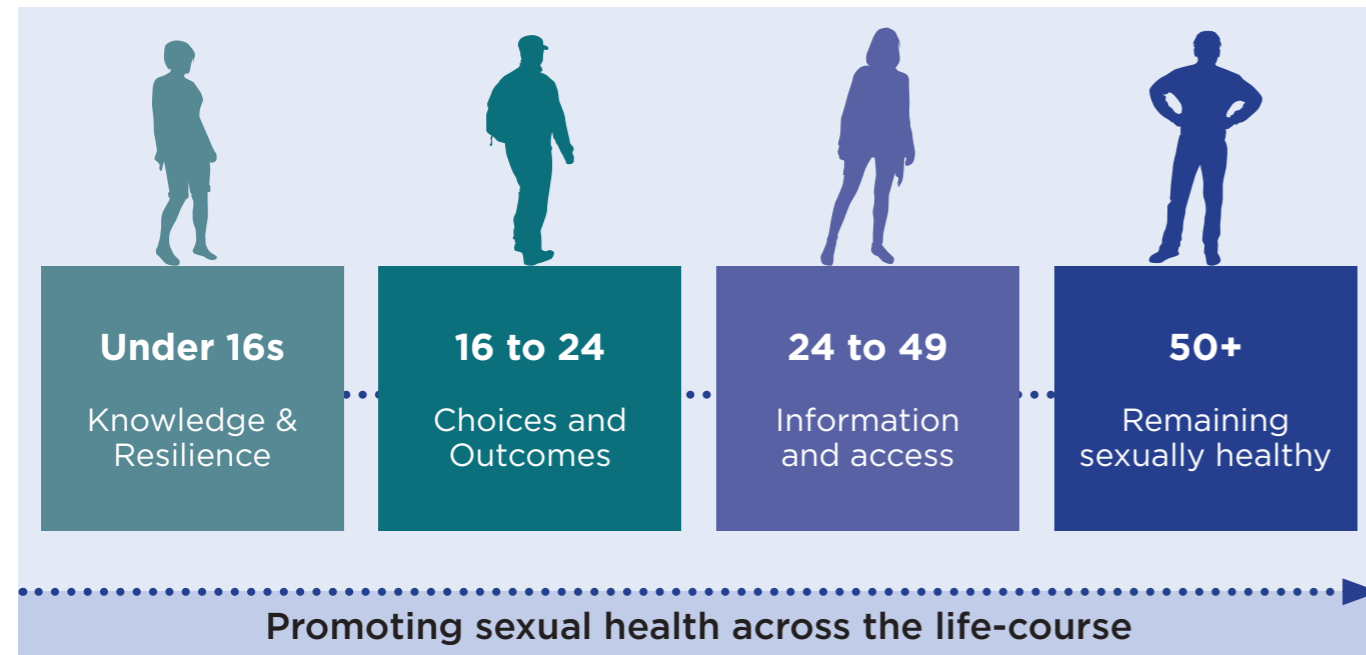 Under 16s
Knowledge &
Resilience
16 to 24
Choices and
Outcomes
24 to 49
Information
and access
50+
Remaining
sexually healthy
Promoting sexual health across the life-course